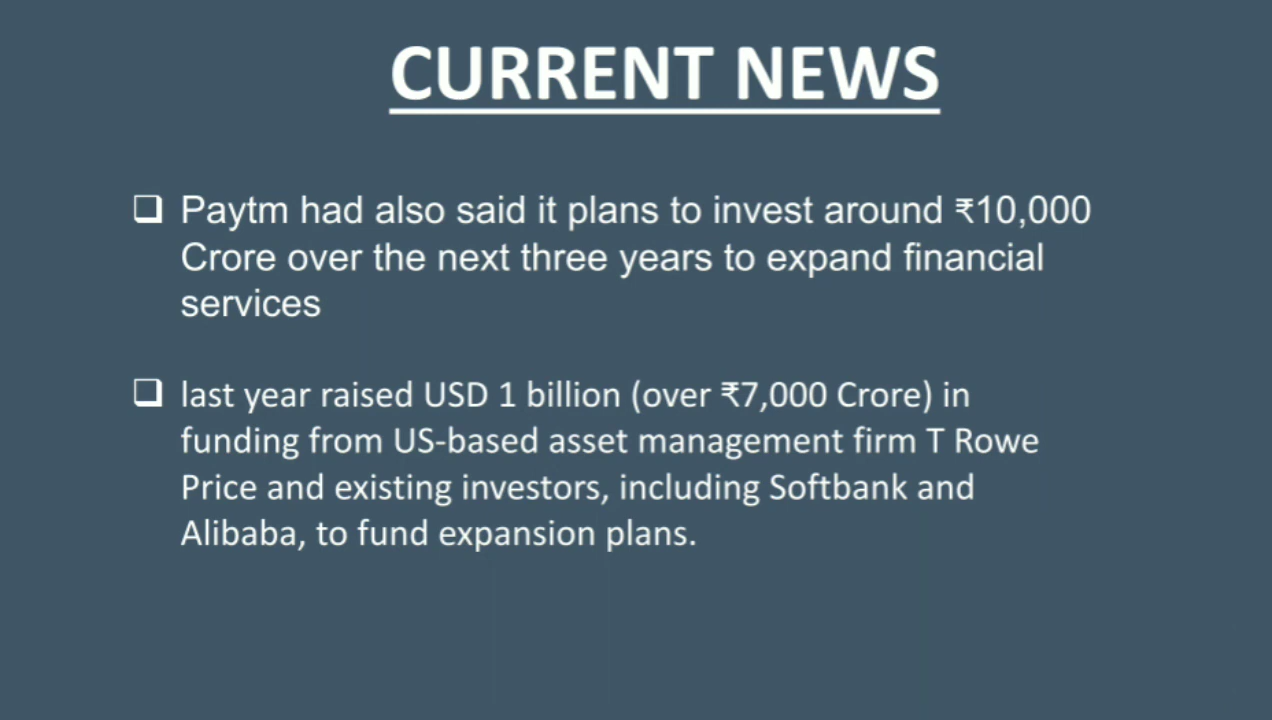 CURRENT NEWS
❑ Paytm had also said it plans to invest around ₹10,000
Crore over the next three years to expand financial
services
❑ last year raised USD 1 billion (over ₹7,000 Crore) in
funding from US-based asset management firm T Rowe
Price and existing investors, including Softbank and
Alibaba, to fund expansion plans.